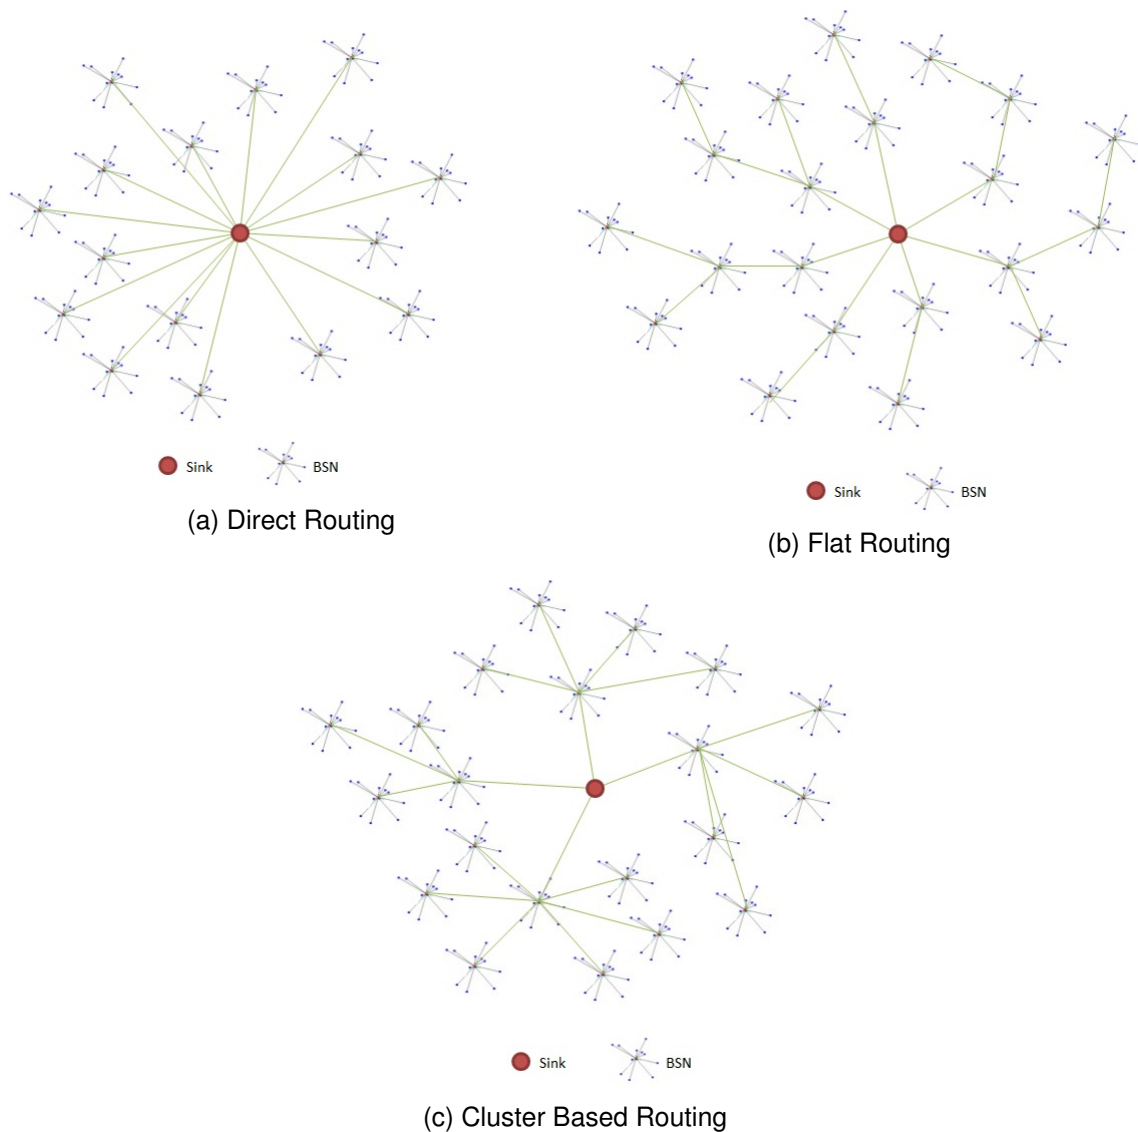 Sink
BSN
(a) Direct Routing
Sink
BSN
(b) Flat Routing
Sink
BSN
(c) Cluster Based Routing